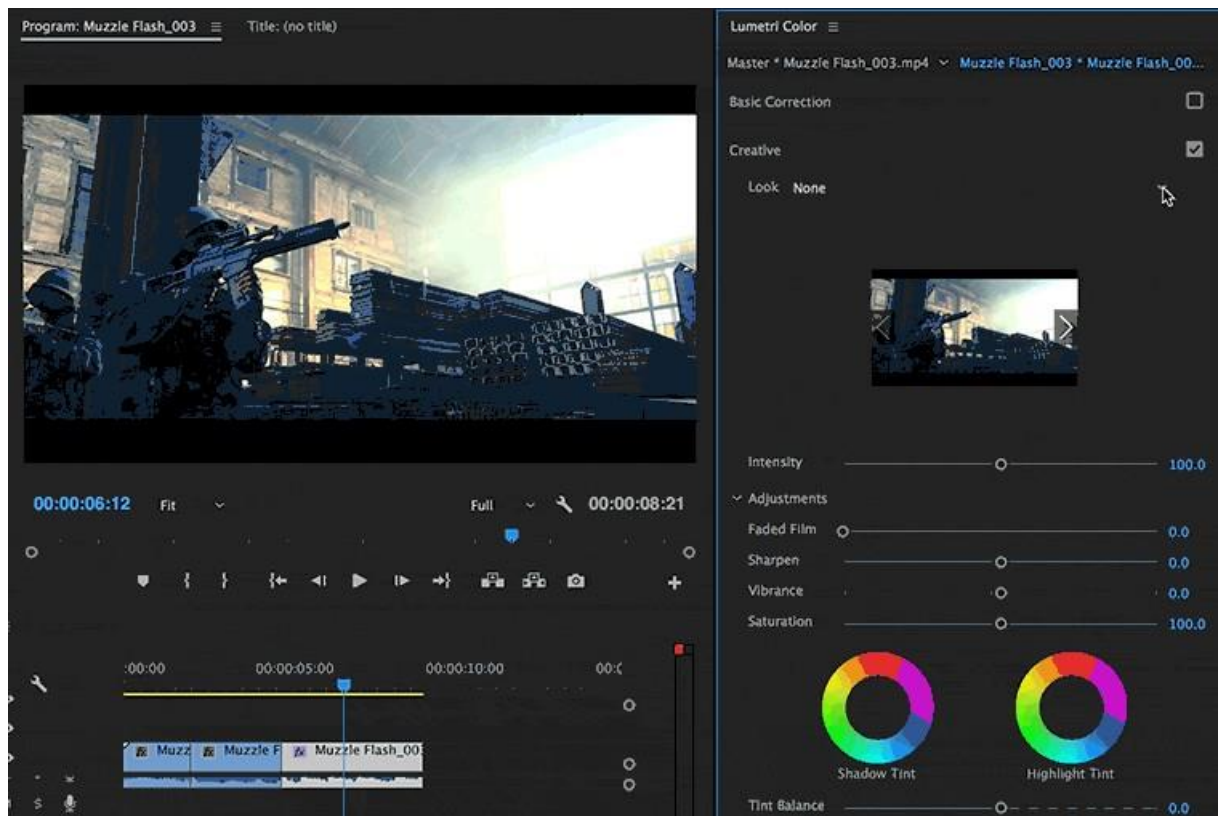 Program: Muzzle Flash_003
Title: (no title)
00:00:06:12 Fit Full 00:00:08:21
:00:00 00:00:05:00 00:00:10:00 00:0
Muzz Muzzle F Muzzle Flash_00
S
Lumetri Color
Master * Muzzle Flash_003.mp4 Muzzle Flash_003 * Muzzle Flash_00...
Basic Correction
Creative
Look None
Intensity 100.0
Adjustments
Faded Film 0.0
Sharpen 0.0
Vibrance 0.0
Saturation 100.0
Shadow Tint Highlight Tint
Tint Balance 0.0